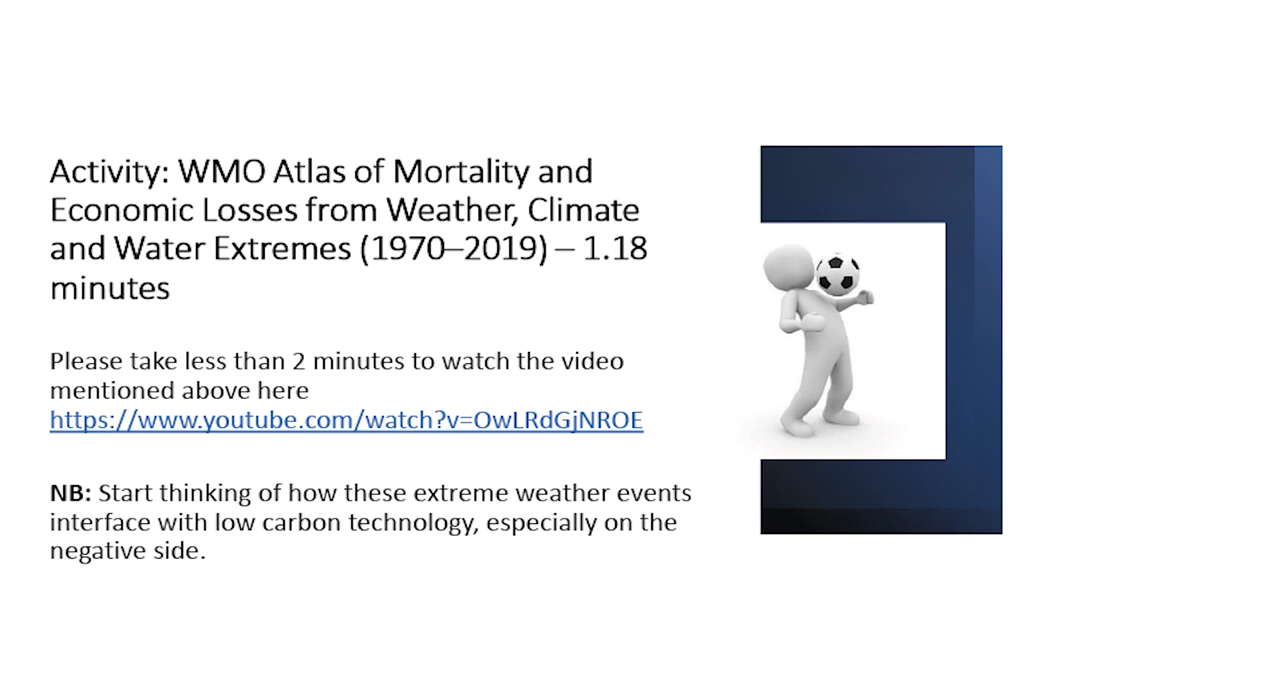 Activity: WMO Atlas of Mortality and
Economic Losses from Weather, Climate
and Water Extremes (1970–2019) – 1.18
minutes
Please take less than 2 minutes to watch the video
mentioned above here
https://www.youtube.com/watch?v=OwLRdGjNROE
NB: Start thinking of how these extreme weather events
interface with low carbon technology, especially on the
negative side.